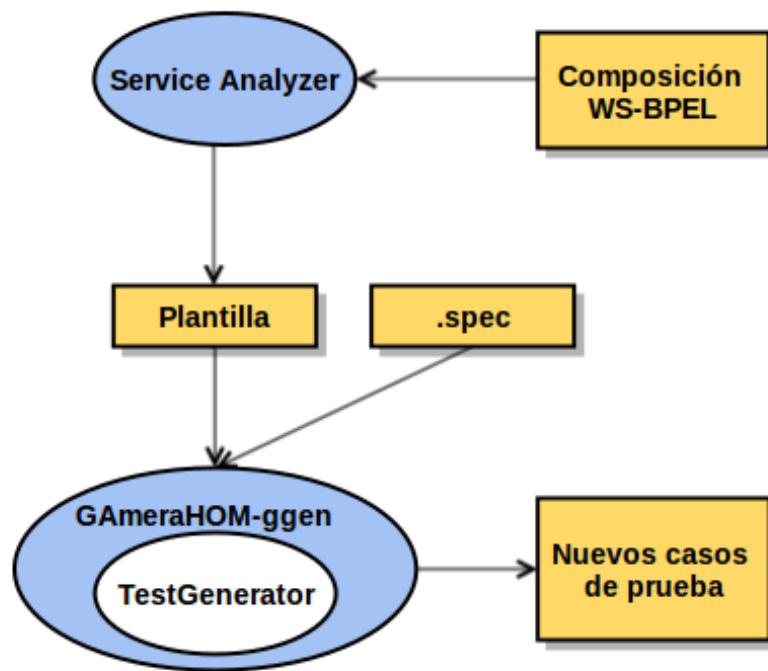 Service Analyzer
Composición
WS-BPEL
Plantilla
.spec
GAmeraHOM-ggen
TestGenerator
Nuevos casos
de prueba